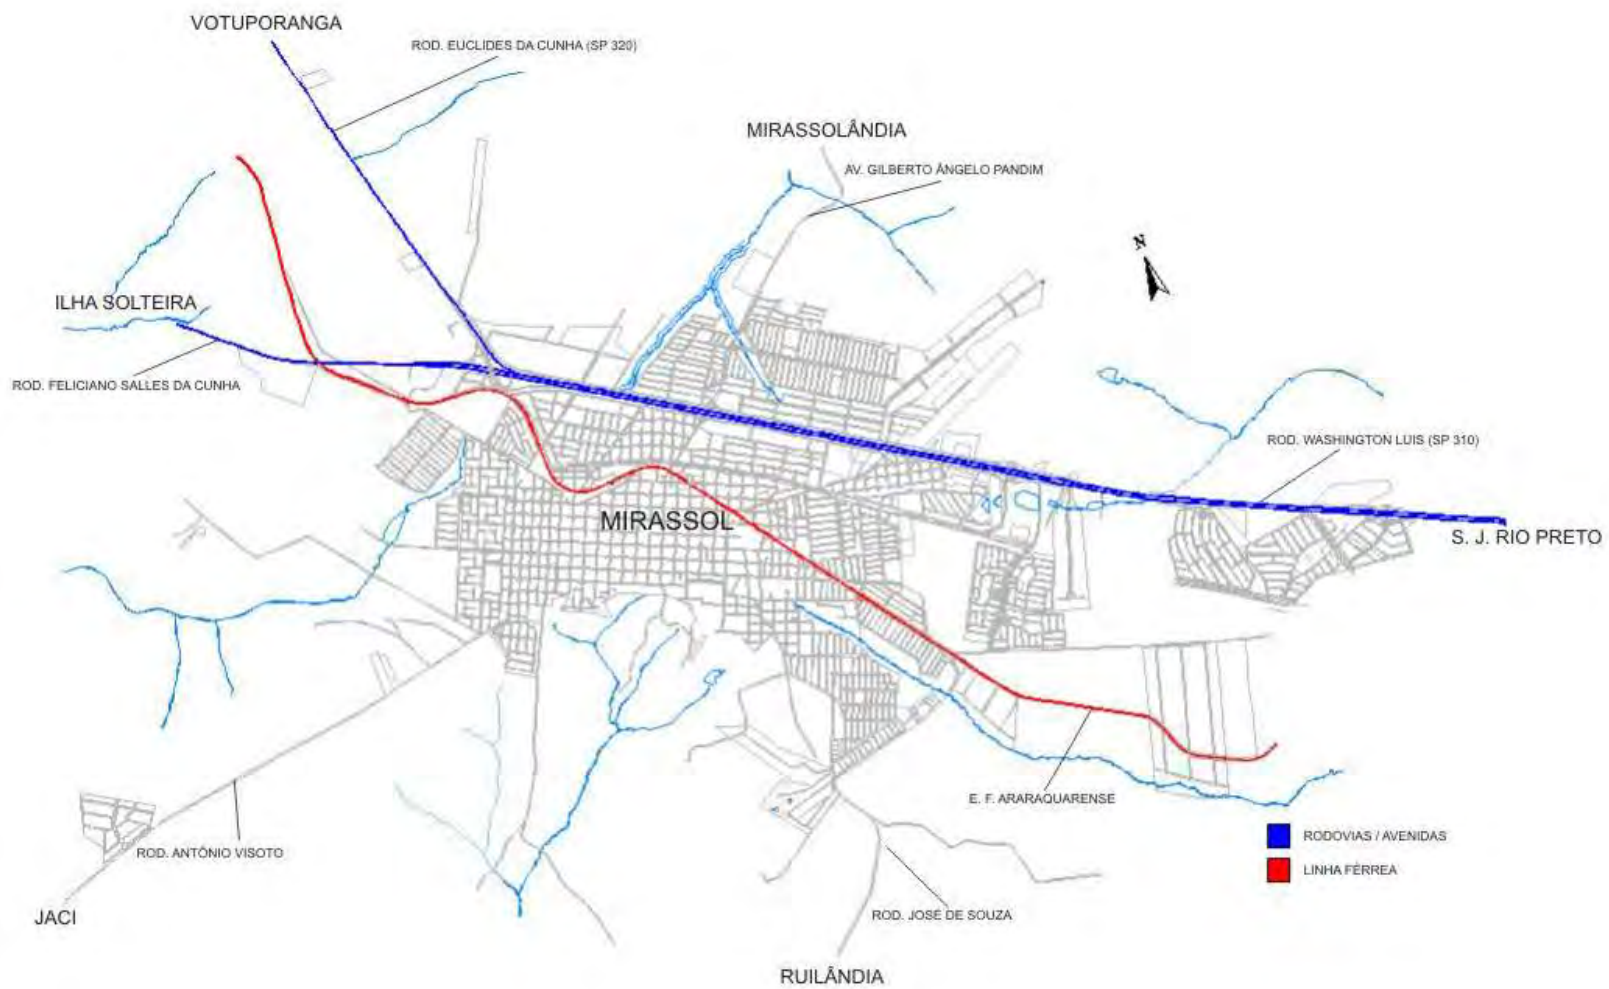 VOTUPORANGA
ROD. EUCLIDES DA CUNHA (SP 320)
MIRASSOLÂNDIA
AV. GILBERTO ÂNGELO PANDIM
N
ILHA SOLTEIRA
ROD. FELICIANO SALLES DA CUNHA
ROD. WASHINGTON LUIS (SP 310)
MIRASSOL
S. J. RIO PRETO
E. F. ARARAQUARENSE
RODOVIAS / AVENIDAS
ROD. ANTÔNIO VISOTO
LINHA FÉRREA
JACI
ROD. JOSÉ DE SOUZA
RUILÂNDIA